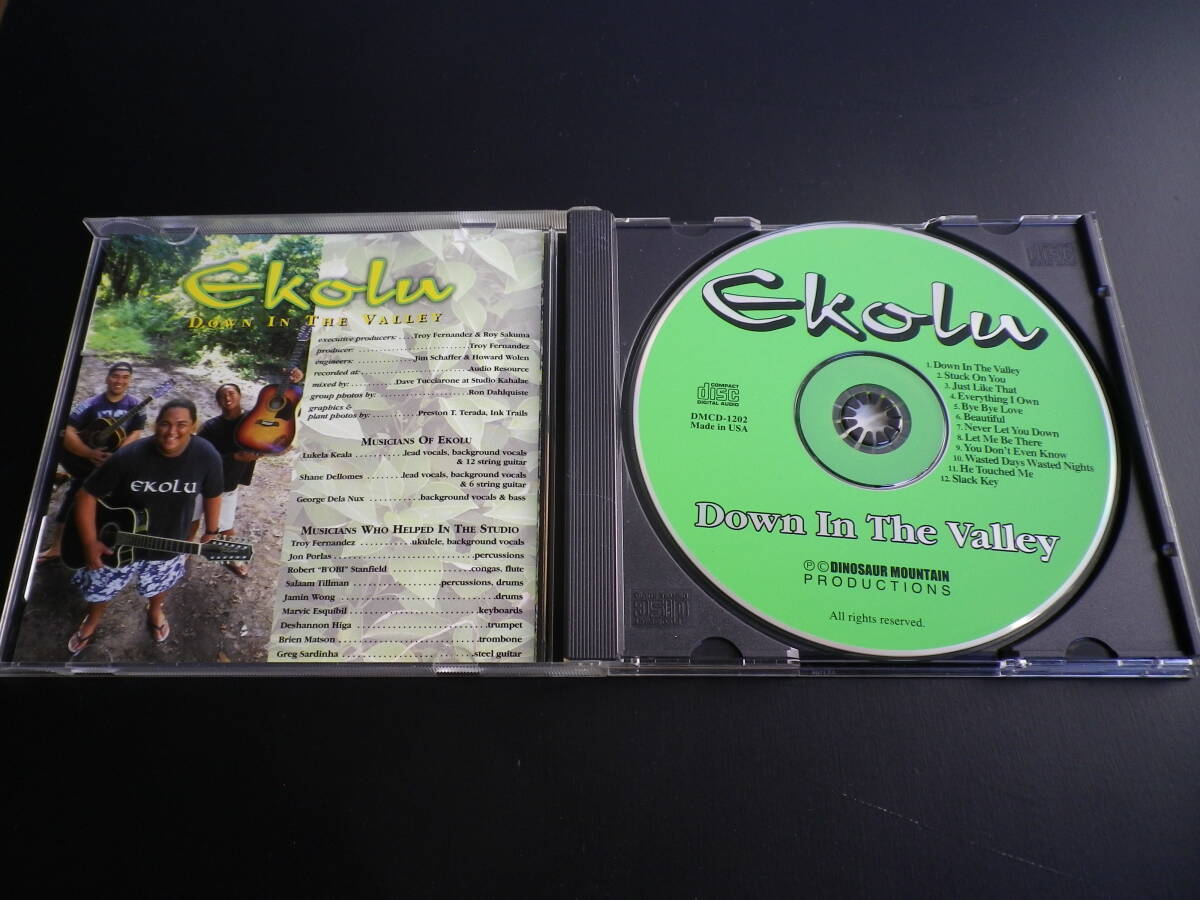 Ekolu
DOWN IN THE VALLEY
executive producers: ....Troy Fernandez & Roy Sakuma
producer: ..............................Troy Fernandez
engineers: ................Jim Schaffer & Howard Wolen
recorded at: ............................Audio Resource
mixed by: .........Dave Tucciarone at Studio Kahalae
group photos by: .......................Ron Dahlquiste
graphics &
plant photos by: ............Preston T. Terada, Ink Trails
MUSICIANS OF EKOLU
Lukela Keala ...........lead vocals, background vocals
& 12 string guitar
Shane Dellomes ........lead vocals, background vocals
& 6 string guitar
George Dela Nux ...........background vocals & bass
MUSICIANS WHO HELPED IN THE STUDIO
Troy Fernandez ...........ukulele, background vocals
Jon Porlas ..............................percussions
Robert "B'OBI" Stanfield .................congas, flute
Salaam Tillman ....................percussions, drums
Jamin Wong ..............................drums
Marvic Esquibil .........................keyboards
Deshannon Higa ..........................trumpet
Brien Matson ............................trombone
Greg Sardinha .........................steel guitar
EKOLU
Ekolu
COMPACT
disc
DIGITAL AUDIO
DMCD-1202
Made in USA
1. Down In The Valley
2. Stuck On You
3. Just Like That
4. Everything I Own
5. Bye Bye Love
6. Beautiful
7. Never Let You Down
8. Let Me Be There
9. You Don't Even Know
10. Wasted Days Wasted Nights
11. He Touched Me
12. Slack Key
Down In The Valley
℗©DINOSAUR MOUNTAIN
PRODUCTIONS
All rights reserved.
disc
disc